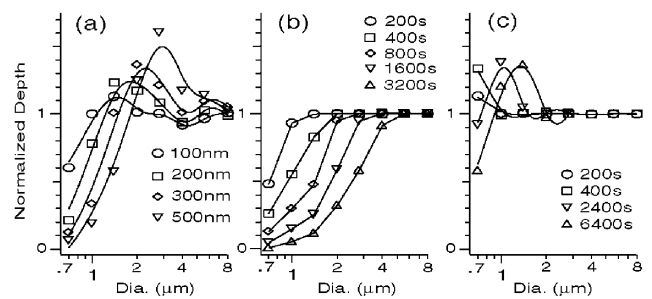 (a)
Normalized Depth
1
0
100nm
200nm
300nm
500nm
.7 1 2 4 8
Dia. (μm)
(b)
200s
400s
800s
1600s
3200s
1
0
.7 1 2 4 8
Dia. (μm)
(c)
1
0
200s
400s
2400s
6400s
.7 1 2 4 8
Dia. (μm)